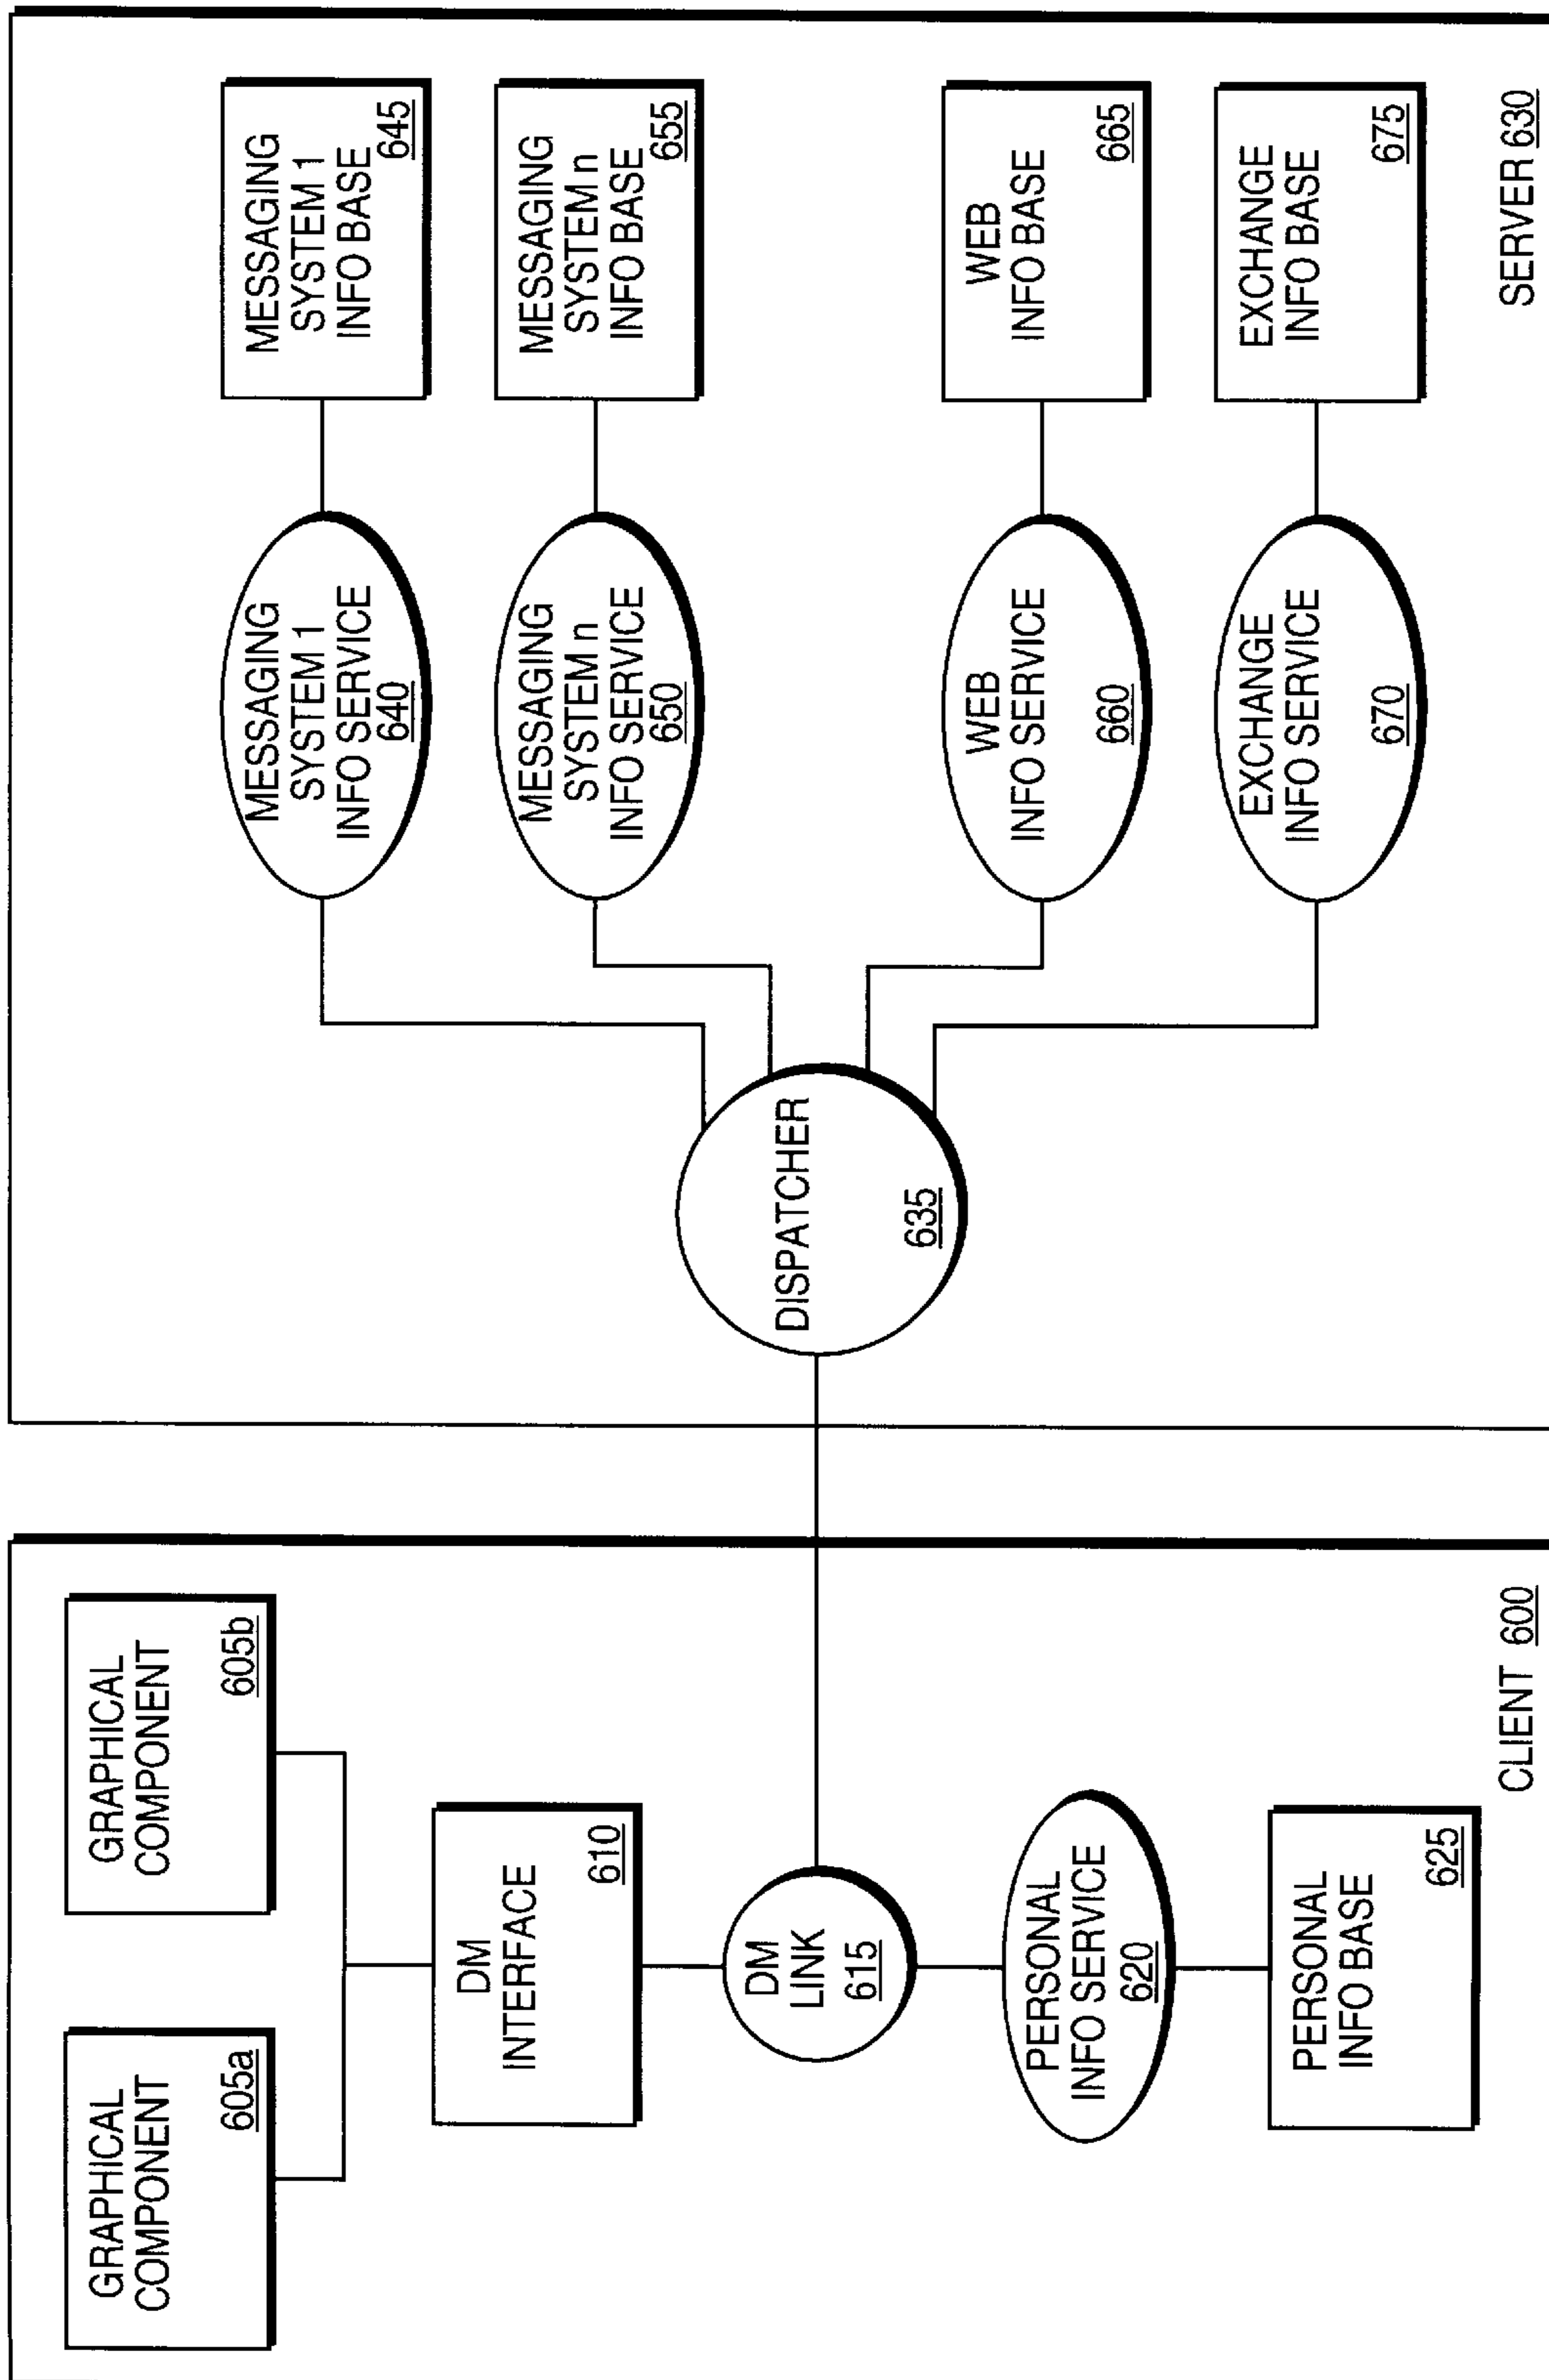 GRAPHICAL
COMPONENT
605a
GRAPHICAL
COMPONENT
605b
DM
INTERFACE
610
DM
LINK
615
PERSONAL
INFO SERVICE
620
PERSONAL
INFO BASE
625
CLIENT 600
DISPATCHER
635
MESSAGING
SYSTEM 1
INFO SERVICE
640
MESSAGING
SYSTEM 1
INFO BASE
645
MESSAGING
SYSTEM n
INFO SERVICE
650
MESSAGING
SYSTEM n
INFO BASE
655
WEB
INFO SERVICE
660
WEB
INFO BASE
665
EXCHANGE
INFO SERVICE
670
EXCHANGE
INFO BASE
675
SERVER 630